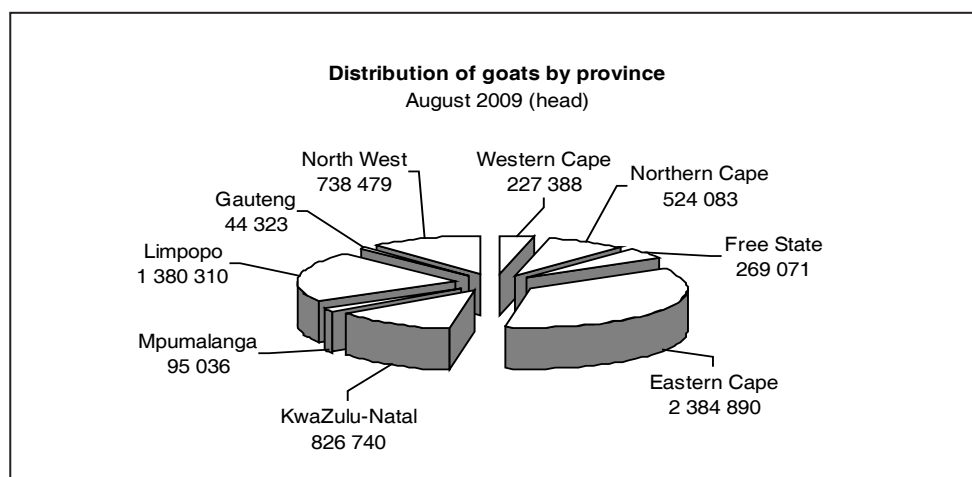 Distribution of goats by province
August 2009 (head)
North West
738 479
Western Cape
227 388
Northern Cape
524 083
Gauteng
44 323
Free State
269 071
Limpopo
1 380 310
Mpumalanga
95 036
Eastern Cape
2 384 890
KwaZulu-Natal
826 740